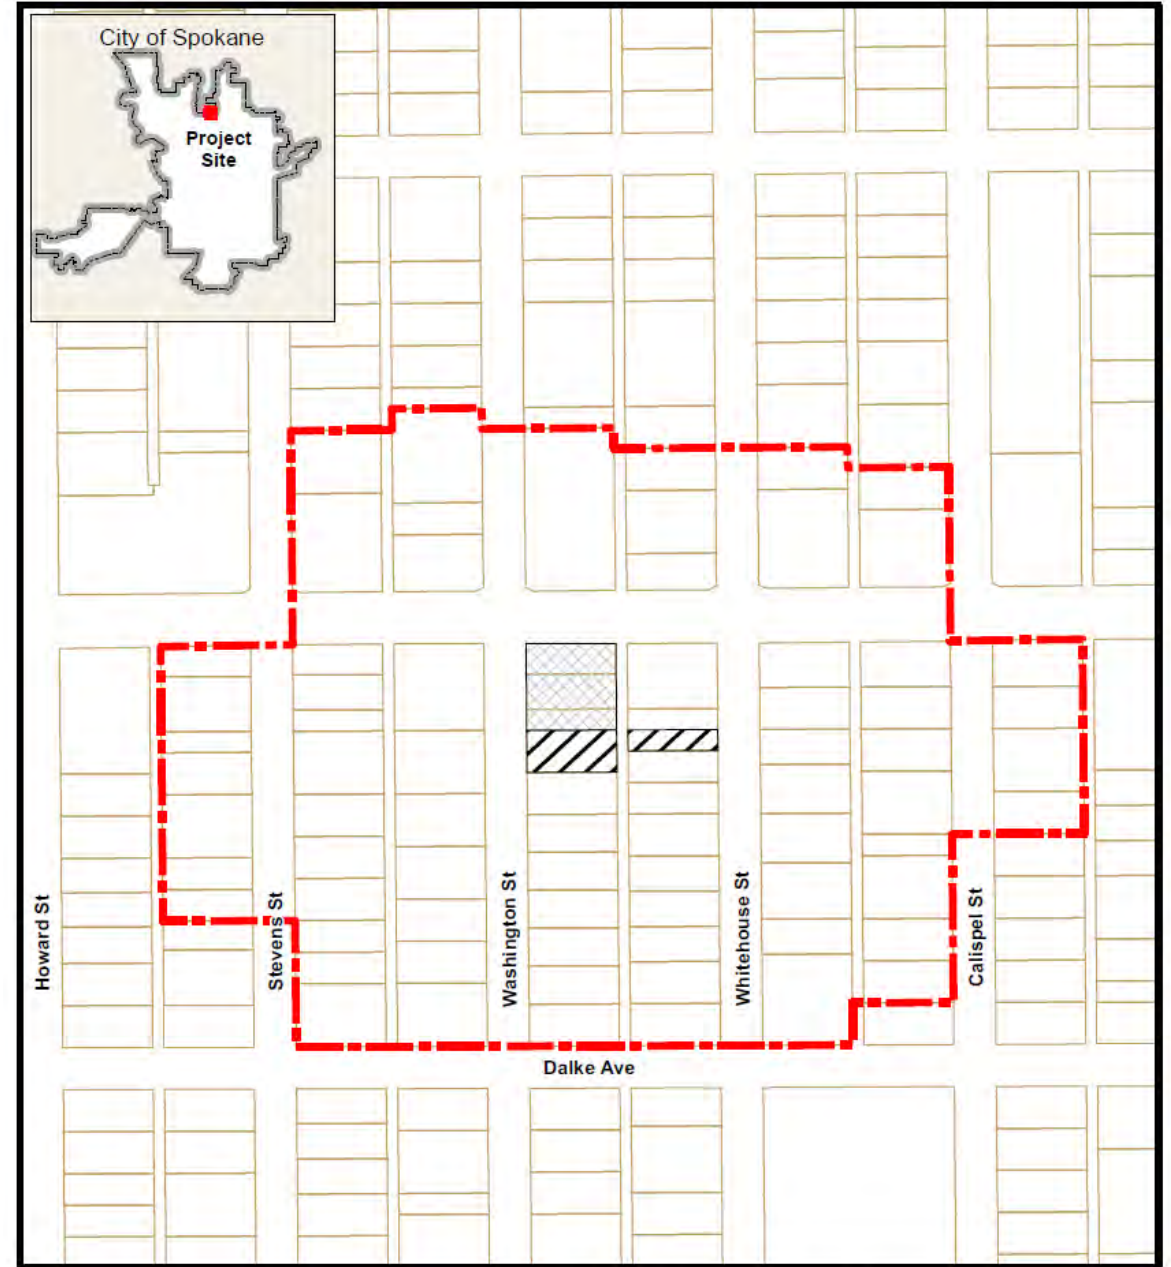 City of Spokane
Project
Site
Howard St
Stevens St
Washington St
Whitehouse St
Calispel St
Dalke Ave